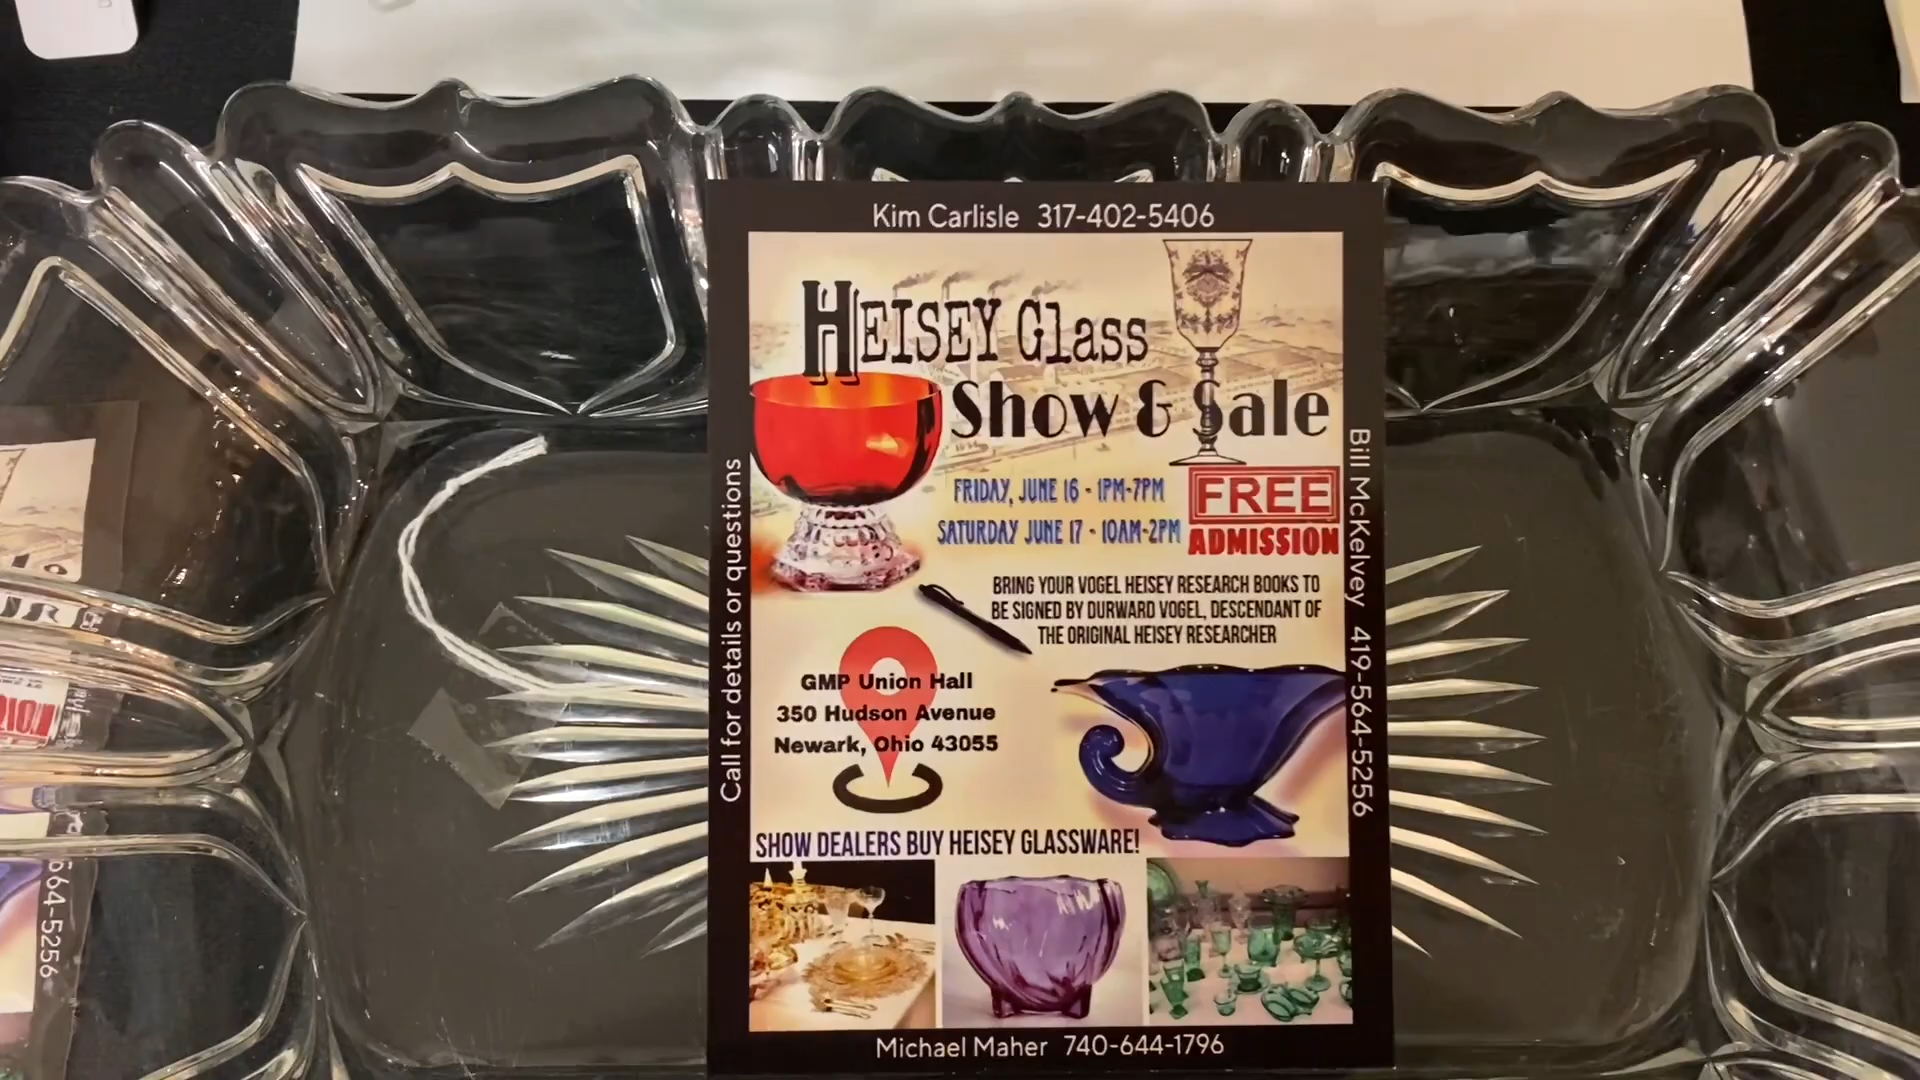 Kim Carlisle 317-402-5406
HEISEY Glass
Show & Sale
FRIDAY, JUNE 16 - 1PM-7PM
SATURDAY JUNE 17 - 10AM-2PM
FREE
ADMISSION
BRING YOUR VOGEL HEISEY RESEARCH BOOKS TO
BE SIGNED BY DURWARD VOGEL, DESCENDANT OF
THE ORIGINAL HEISEY RESEARCHER
GMP Union Hall
350 Hudson Avenue
Newark, Ohio 43055
SHOW DEALERS BUY HEISEY GLASSWARE!
Call for details or questions
Bill McKelvey 419-564-5256
Michael Maher 740-644-1796
564-5256